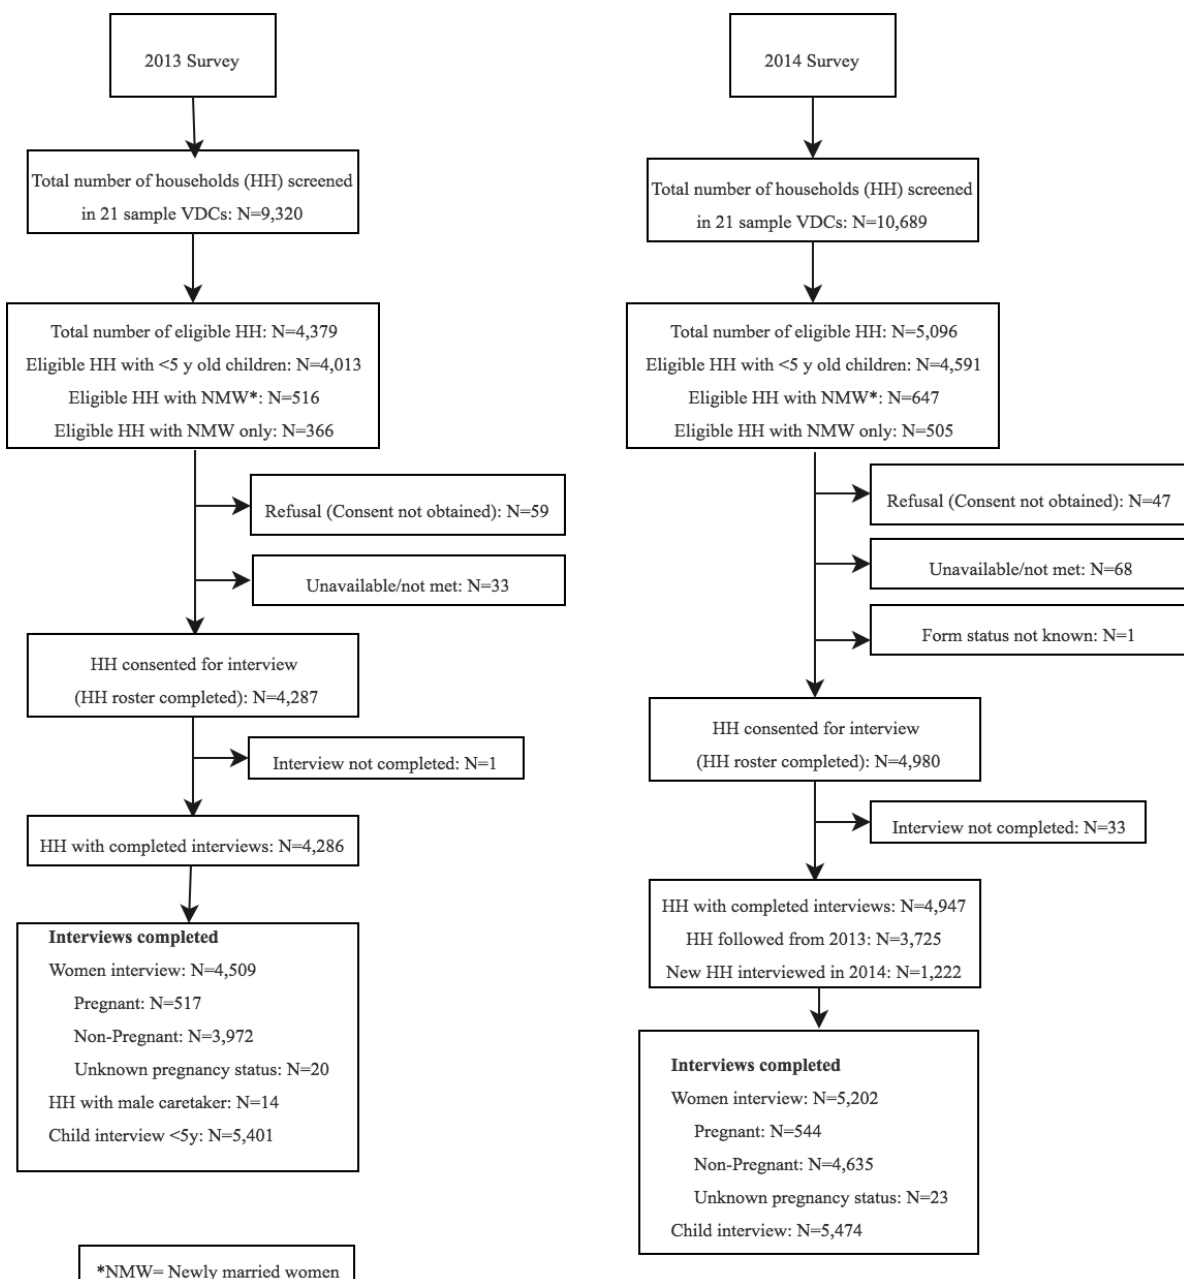 2013 Survey
Total number of households (HH) screened
in 21 sample VDCs: N=9,320
Total number of eligible HH: N=4,379
Eligible HH with <5 y old children: N=4,013
Eligible HH with NMW*: N=516
Eligible HH with NMW only: N=366
Refusal (Consent not obtained): N=59
Unavailable/not met: N=33
HH consented for interview
(HH roster completed): N=4,287
Interview not completed: N=1
HH with completed interviews: N=4,286
Interviews completed
Women interview: N=4,509
Pregnant: N=517
Non-Pregnant: N=3,972
Unknown pregnancy status: N=20
HH with male caretaker: N=14
Child interview <5y: N=5,401
*NMW= Newly married women
2014 Survey
Total number of households (HH) screened
in 21 sample VDCs: N=10,689
Total number of eligible HH: N=5,096
Eligible HH with <5 y old children: N=4,591
Eligible HH with NMW*: N=647
Eligible HH with NMW only: N=505
Refusal (Consent not obtained): N=47
Unavailable/not met: N=68
Form status not known: N=1
HH consented for interview
(HH roster completed): N=4,980
Interview not completed: N=33
HH with completed interviews: N=4,947
HH followed from 2013: N=3,725
New HH interviewed in 2014: N=1,222
Interviews completed
Women interview: N=5,202
Pregnant: N=544
Non-Pregnant: N=4,635
Unknown pregnancy status: N=23
Child interview: N=5,474